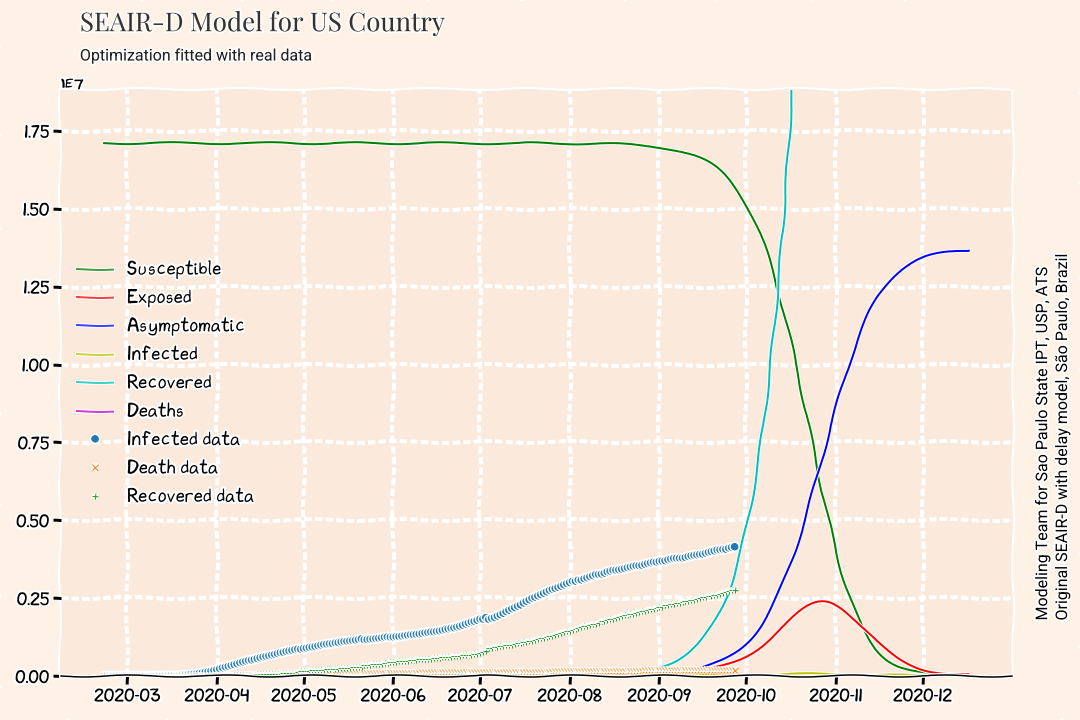 SEAIR-D Model for US Country
Optimization fitted with real data
1E7
1.75
1.50
1.25
1.00
0.75
0.50
0.25
0.00
Susceptible
Exposed
Asymptomatic
Infected
Recovered
Deaths
Infected data
Death data
Recovered data
2020-03 2020-04 2020-05 2020-06 2020-07 2020-08 2020-09 2020-10 2020-11 2020-12
Modeling Team for Sao Paulo State IPT, USP, ATS
Original SEAIR-D with delay model, São Paulo, Brazil